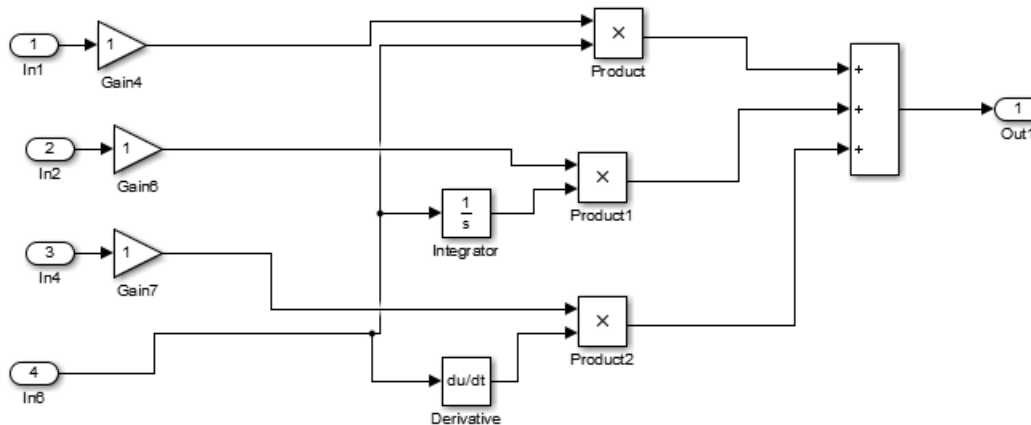 1
In1
1
Gain4
×
Product
+
+
+
1
Out1
2
In2
1
Gain6
×
Product1
1
s
Integrator
3
In4
1
Gain7
×
Product2
4
In6
du/dt
Derivative